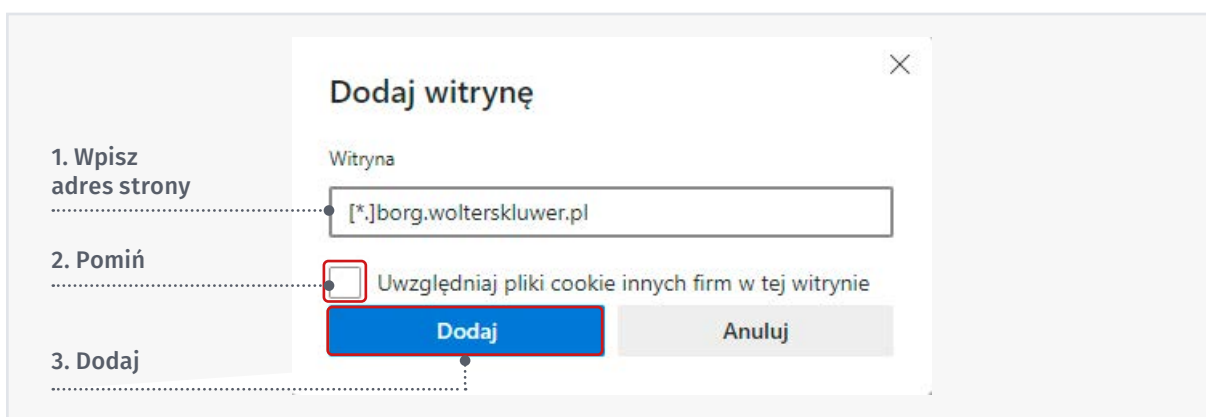 Dodaj witrynę
1. Wpisz
adres strony
Witryna
[*.]borg.wolterskluwer.pl
2. Pomiń
Uwzględniaj pliki cookie innych firm w tej witrynie
Dodaj
Anuluj
3. Dodaj